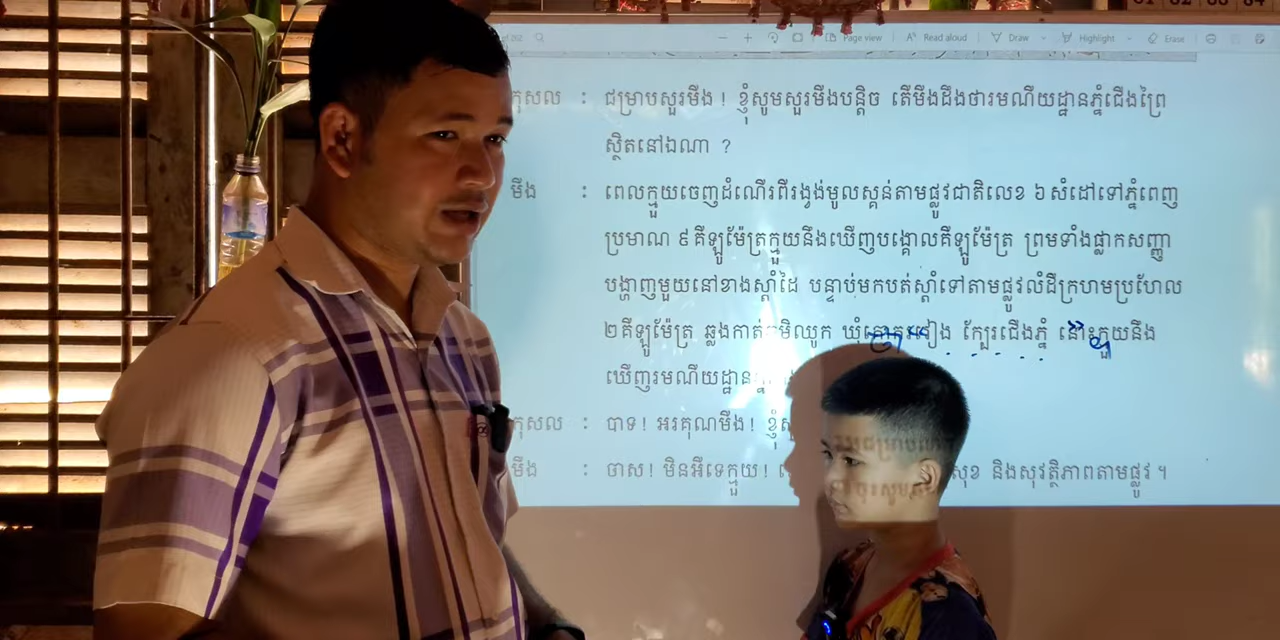 Page view Read aloud Draw Highlight Erase
កុសល : ជម្រាបសួរមីង ! ខ្ញុំសូមសួរមីងបន្តិច តើមីងដឹងថារមណីយដ្ឋានភ្នំជើងព្រៃ
ស្ថិតនៅឯណា ?
មីង : ពេលក្មួយចេញដំណើរពីរង្វង់មូលស្គន់តាមផ្លូវជាតិលេខ ៦ សំដៅទៅភ្នំពេញ
ប្រមាណ ៩ គីឡូម៉ែត្រក្មួយនឹងឃើញបង្គោលគីឡូម៉ែត្រ ព្រមទាំងផ្លាកសញ្ញា
បង្ហាញមួយនៅខាងស្តាំដៃ បន្ទាប់មកបត់ស្តាំទៅតាមផ្លូវលំដីក្រហមប្រហែល
២ គីឡូម៉ែត្រ ឆ្លងកាត់ភូមិឈូក ឃុំ ក្បែរជើងភ្នំ នោះក្មួយនឹង
ឃើញរមណីយដ្ឋាន
កុសល : បាទ ! អរគុណមីង !
មីង : ចាស ! មិនអីទេក្មួយ ! សុខ និងសុវត្ថិភាពតាមផ្លូវ ។